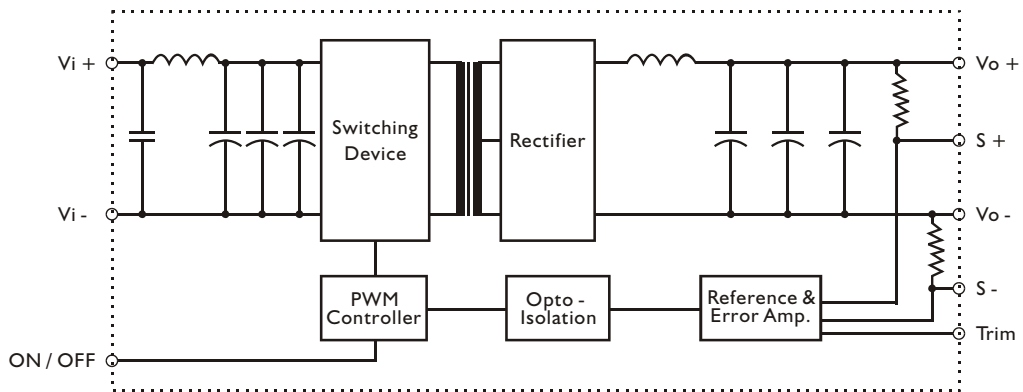 Vi +
Switching
Device
Rectifier
Vo +
S +
Vi -
Vo -
PWM
Controller
Opto -
Isolation
Reference &
Error Amp.
S -
Trim
ON / OFF